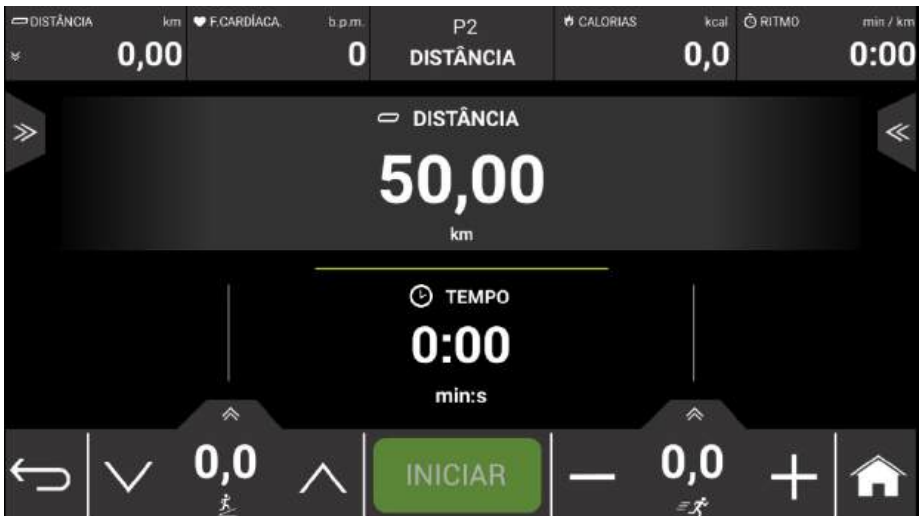 DISTÂNCIA km
0,00
F.CARDÍACA. b.p.m.
0
P2
DISTÂNCIA
CALORIAS kcal
0,0
RITMO min / km
0:00
DISTÂNCIA
50,00
km
TEMPO
0:00
min:s
0,0
INICIAR
0,0